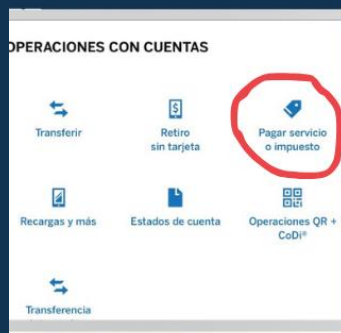 OPERACIONES CON CUENTAS
Transferir
Retiro
sin tarjeta
Pagar servicio
o impuesto
Recargas y más
Estados de cuenta
Operaciones QR +
CoDi®
Transferencia